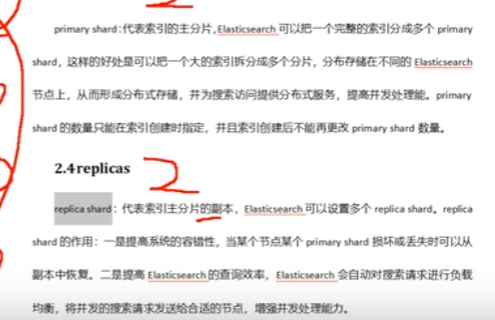 primary shard：代表索引的主分片，Elasticsearch 可以把一个完整的索引分成多个 primary
shard，这样的好处是可以把一个大的索引拆分成多个分片，分布存储在不同的 Elasticsearch
节点上，从而形成分布式存储，并为搜索访问提供分布式服务，提高并发处理能。primary
shard 的数量只能在索引创建时指定，并且索引创建后不能再更改 primary shard 数量。
2.4 replicas 2
replica shard：代表索引主分片的副本，Elasticsearch 可以设置多个 replica shard。replica
shard 的作用：一是提高系统的容错性，当某个节点某个 primary shard 损坏或丢失时可以从
副本中恢复。二是提高 Elasticsearch 的查询效率，Elasticsearch 会自动对搜索请求进行负载
均衡，将并发的搜索请求发送给合适的节点，增强并发处理能力。